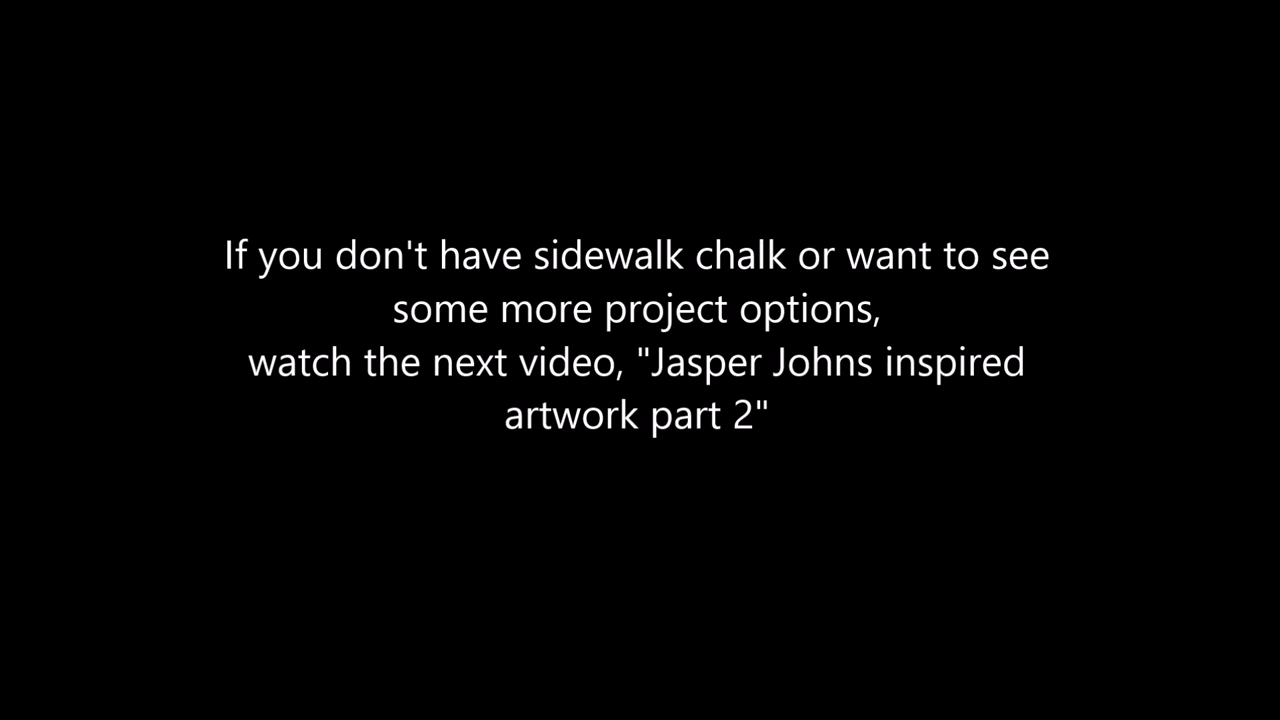 If you don't have sidewalk chalk or want to see
some more project options,
watch the next video, "Jasper Johns inspired
artwork part 2"